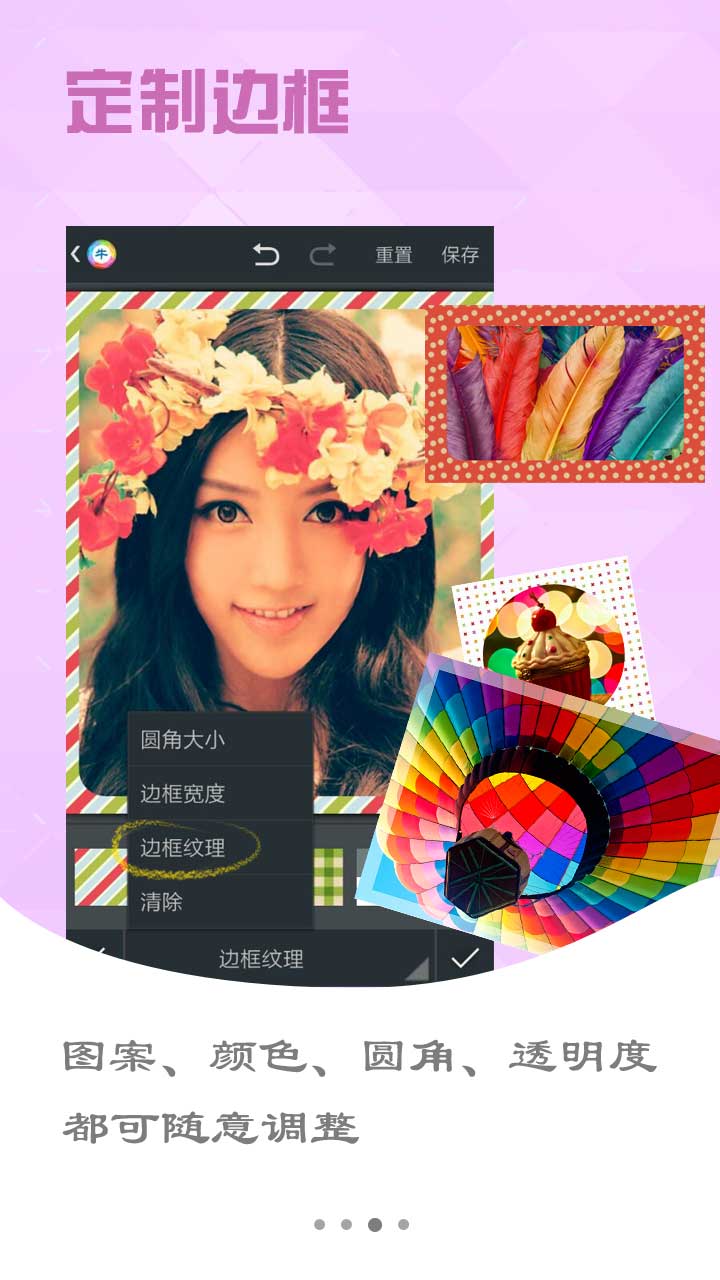 定制边框
牛
重置 保存
圆角大小
边框宽度
边框纹理
清除
边框纹理
图案、颜色、圆角、透明度
都可随意调整